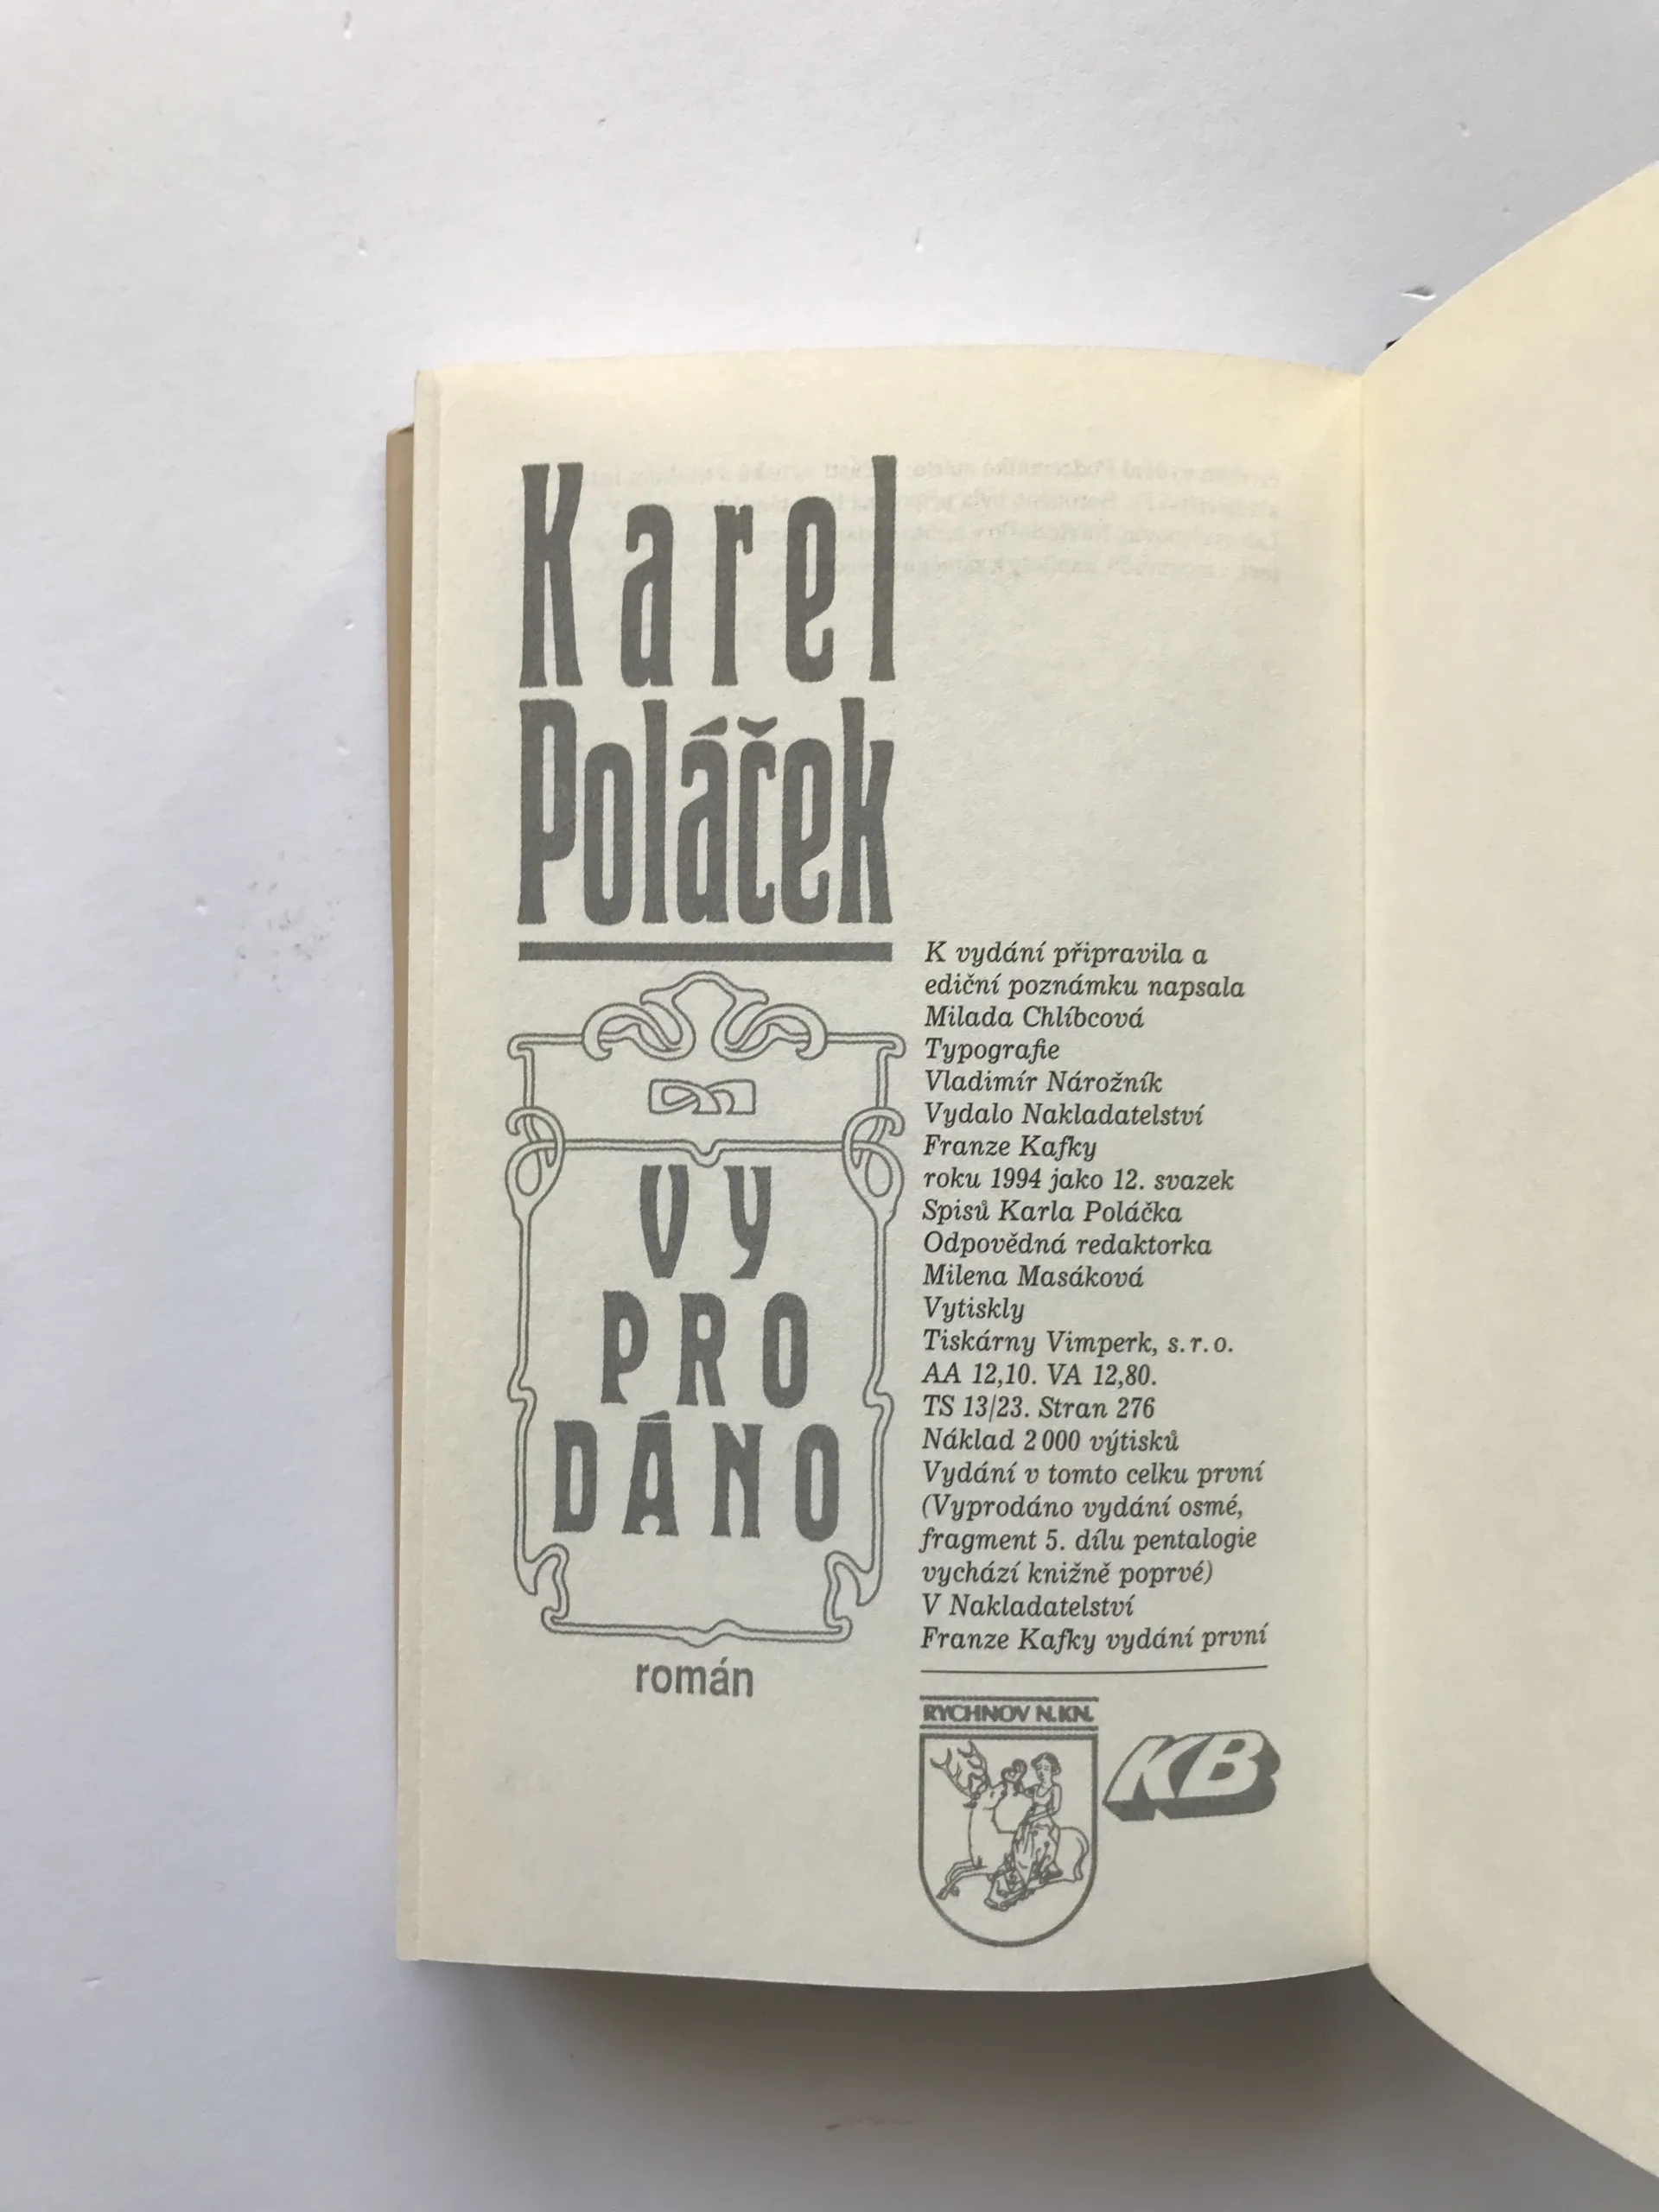 Karel
Poláček
VY
PRO
DÁNO
román
K vydání připravila a
ediční poznámku napsala
Milada Chlíbcová
Typografie
Vladimír Nárožník
Vydalo Nakladatelství
Franze Kafky
roku 1994 jako 12. svazek
Spisů Karla Poláčka
Odpovědná redaktorka
Milena Masáková
Vytiskly
Tiskárny Vimperk, s.r.o.
AA 12,10. VA 12,80.
TS 13/23. Stran 276
Náklad 2 000 výtisků
Vydání v tomto celku první
(Vyprodáno vydání osmé,
fragment 5. dílu pentalogie
vychází knižně poprvé)
V Nakladatelství
Franze Kafky vydání první
RYCHNOV N.KN.
KB